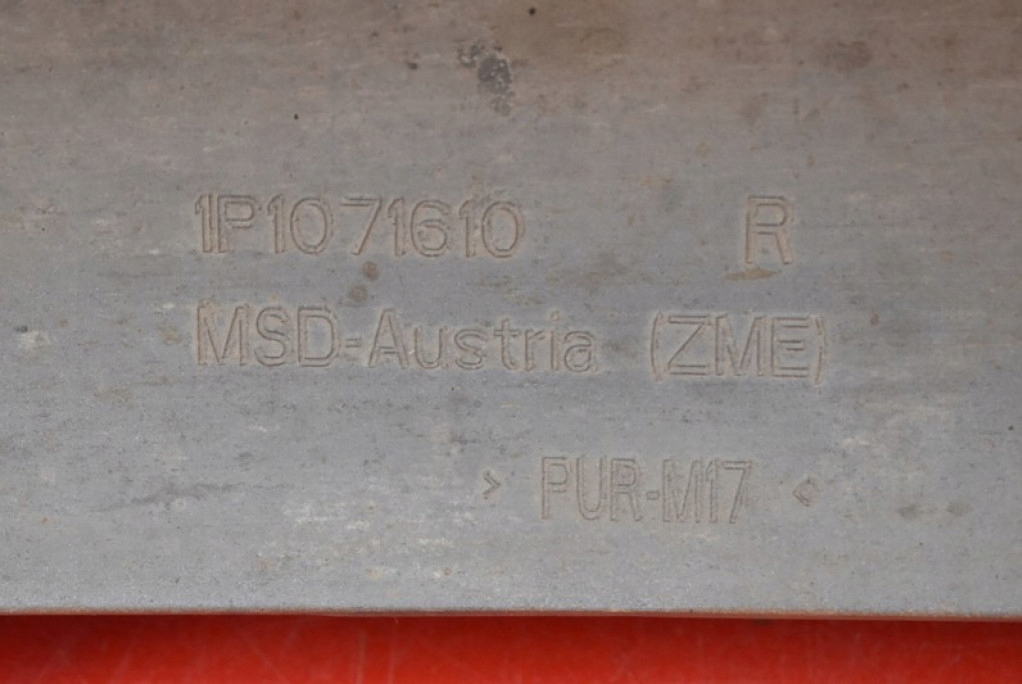 1P1071610 R
MSD-Austria (ZME)
> PUR-M17 <